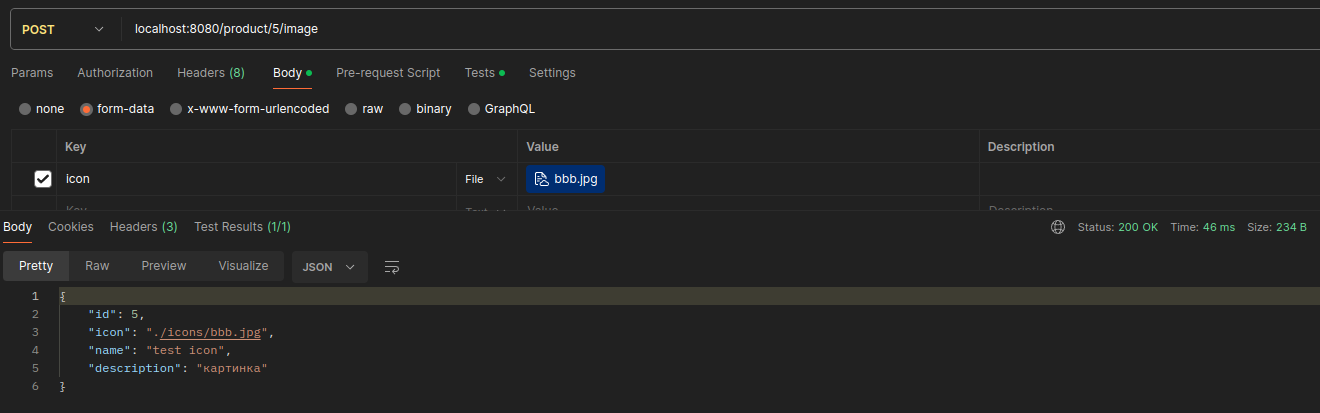 POST localhost:8080/product/5/image
Params Authorization Headers (8) Body Pre-request Script Tests Settings
none form-data x-www-form-urlencoded raw binary GraphQL
Key Value Description
icon File bbb.jpg
Key Text Value Description
Body Cookies Headers (3) Test Results (1/1) Status: 200 OK Time: 46 ms Size: 234 B
Pretty Raw Preview Visualize JSON
1 {
2 "id": 5,
3 "icon": "./icons/bbb.jpg",
4 "name": "test icon",
5 "description": "картинка"
6 }